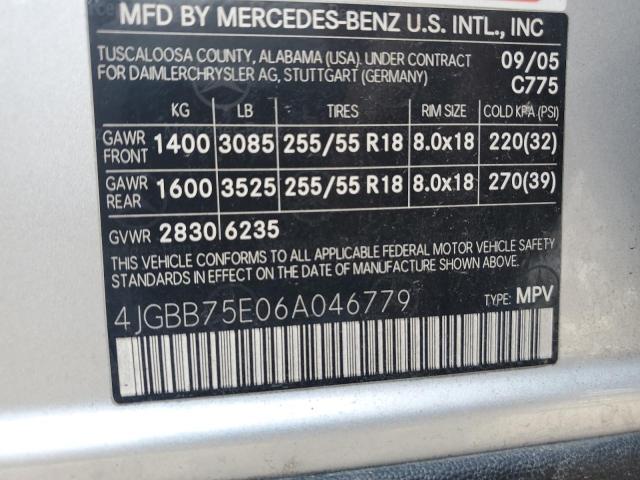 MFD BY MERCEDES-BENZ U.S. INTL., INC
TUSCALOOSA COUNTY, ALABAMA (USA). UNDER CONTRACT 09/05
FOR DAIMLERCHRYSLER AG, STUTTGART (GERMANY) C775
KG LB TIRES RIM SIZE COLD KPA (PSI)
GAWR FRONT 1400 3085 255/55 R18 8.0x18 220(32)
GAWR REAR 1600 3525 255/55 R18 8.0x18 270(39)
GVWR 2830 6235
THIS VEHICLE CONFORMS TO ALL APPLICABLE FEDERAL MOTOR VEHICLE SAFETY
STANDARDS IN EFFECT ON THE DATE OF MANUFACTURE SHOWN ABOVE.
4JGBB75E06A046779 TYPE: MPV